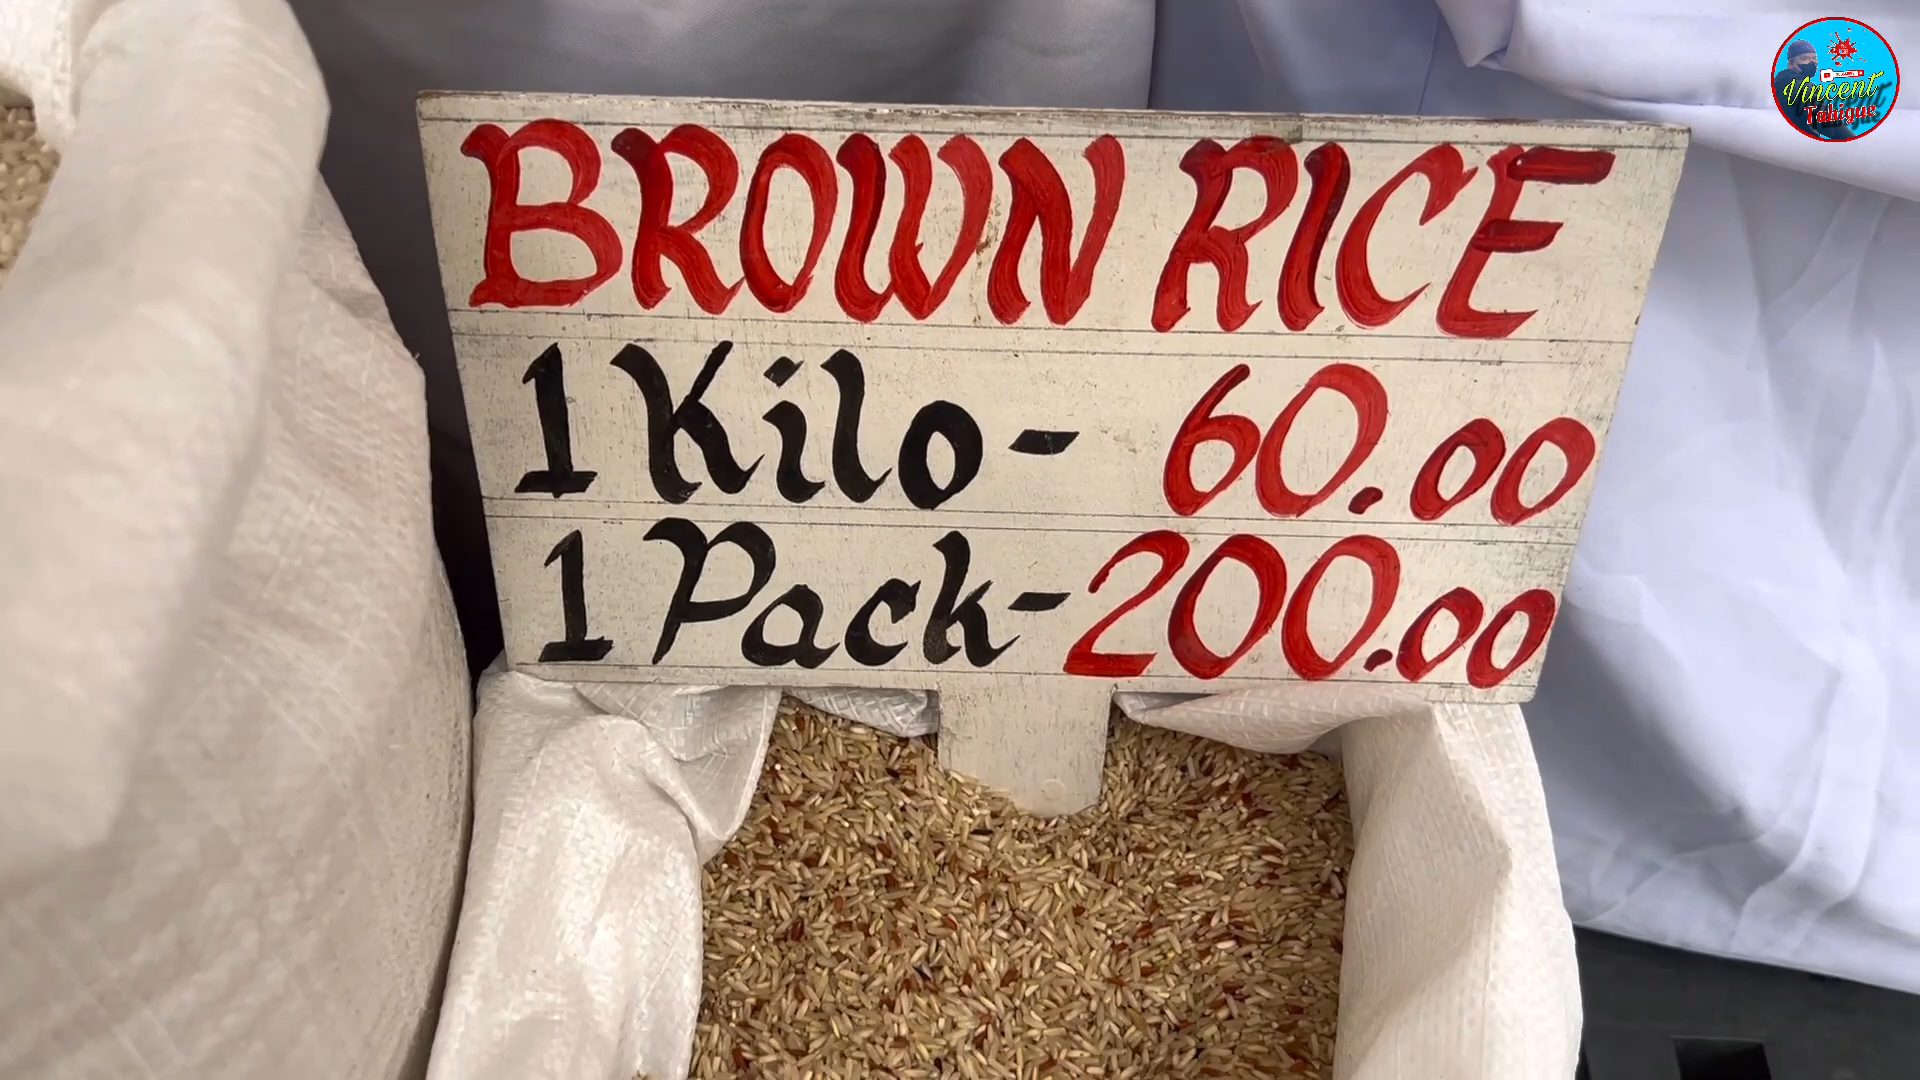 BROWN RICE
1 Kilo - 60.00
1 Pack - 200.00
Vincent
Tabigue